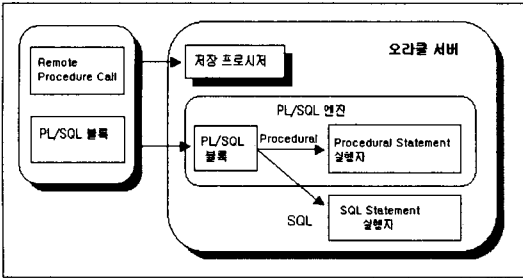 오라클 서버
Remote
Procedure Call
저장 프로시저
PL/SQL 엔진
PL/SQL 블록
PL/SQL
블록
Procedural
Procedural Statement
실행자
SQL
SQL Statement
실행자